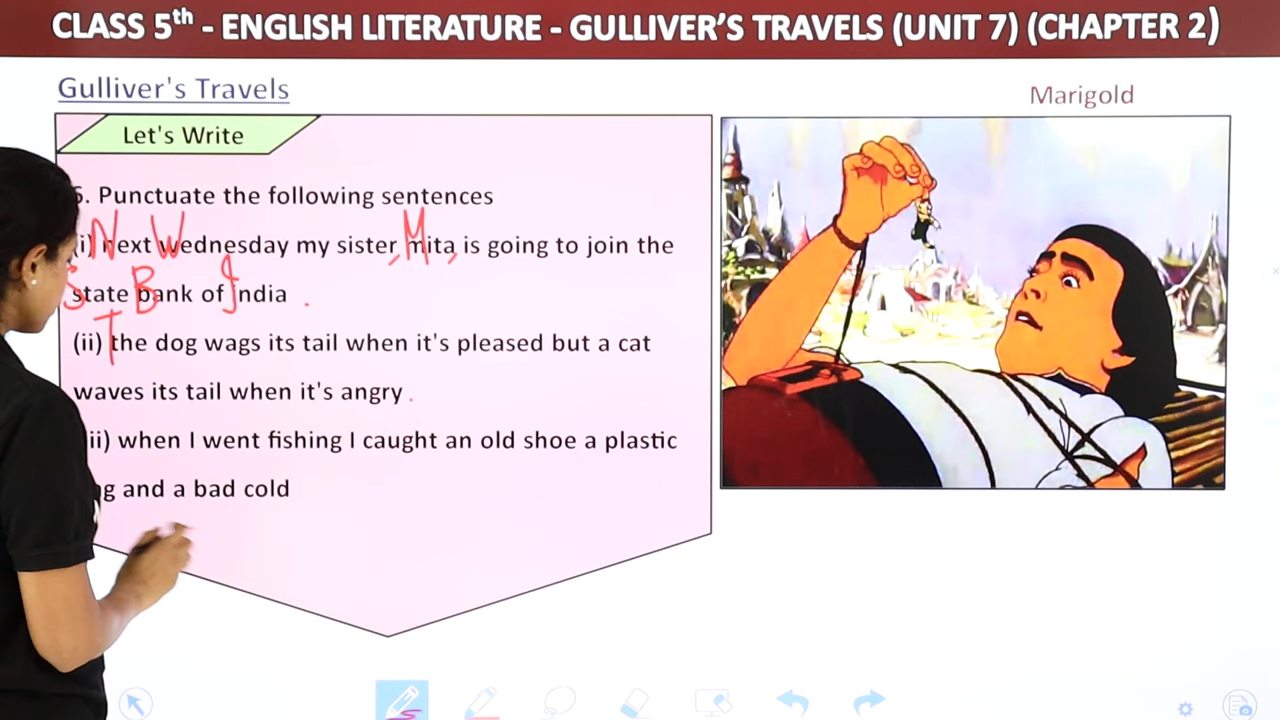 CLASS 5th - ENGLISH LITERATURE - GULLIVER'S TRAVELS (UNIT 7) (CHAPTER 2)
Gulliver's Travels
Marigold
Let's Write
. Punctuate the following sentences
(i) Next Wednesday my sister, Mita, is going to join the
State Bank of India .
(ii) The dog wags its tail when it's pleased but a cat
waves its tail when it's angry .
ii) when I went fishing I caught an old shoe a plastic
and a bad cold